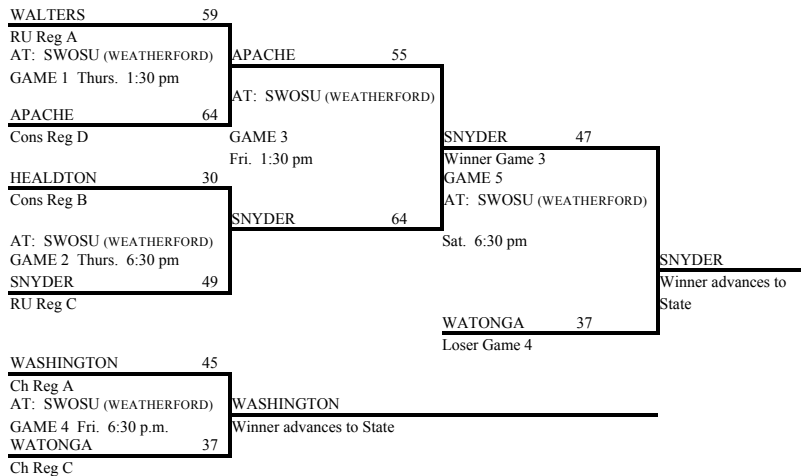 WALTERS 59
RU Reg A
AT: SWOSU (WEATHERFORD)
GAME 1 Thurs. 1:30 pm
APACHE 64
Cons Reg D
HEALDTON 30
Cons Reg B
AT: SWOSU (WEATHERFORD)
GAME 2 Thurs. 6:30 pm
SNYDER 49
RU Reg C
APACHE 55
AT: SWOSU (WEATHERFORD)
GAME 3
Fri. 1:30 pm
SNYDER 64
SNYDER 47
Winner Game 3
GAME 5
AT: SWOSU (WEATHERFORD)
Sat. 6:30 pm
WATONGA 37
Loser Game 4
SNYDER
Winner advances to
State
WASHINGTON 45
Ch Reg A
AT: SWOSU (WEATHERFORD)
GAME 4 Fri. 6:30 p.m.
WATONGA 37
Ch Reg C
WASHINGTON
Winner advances to State